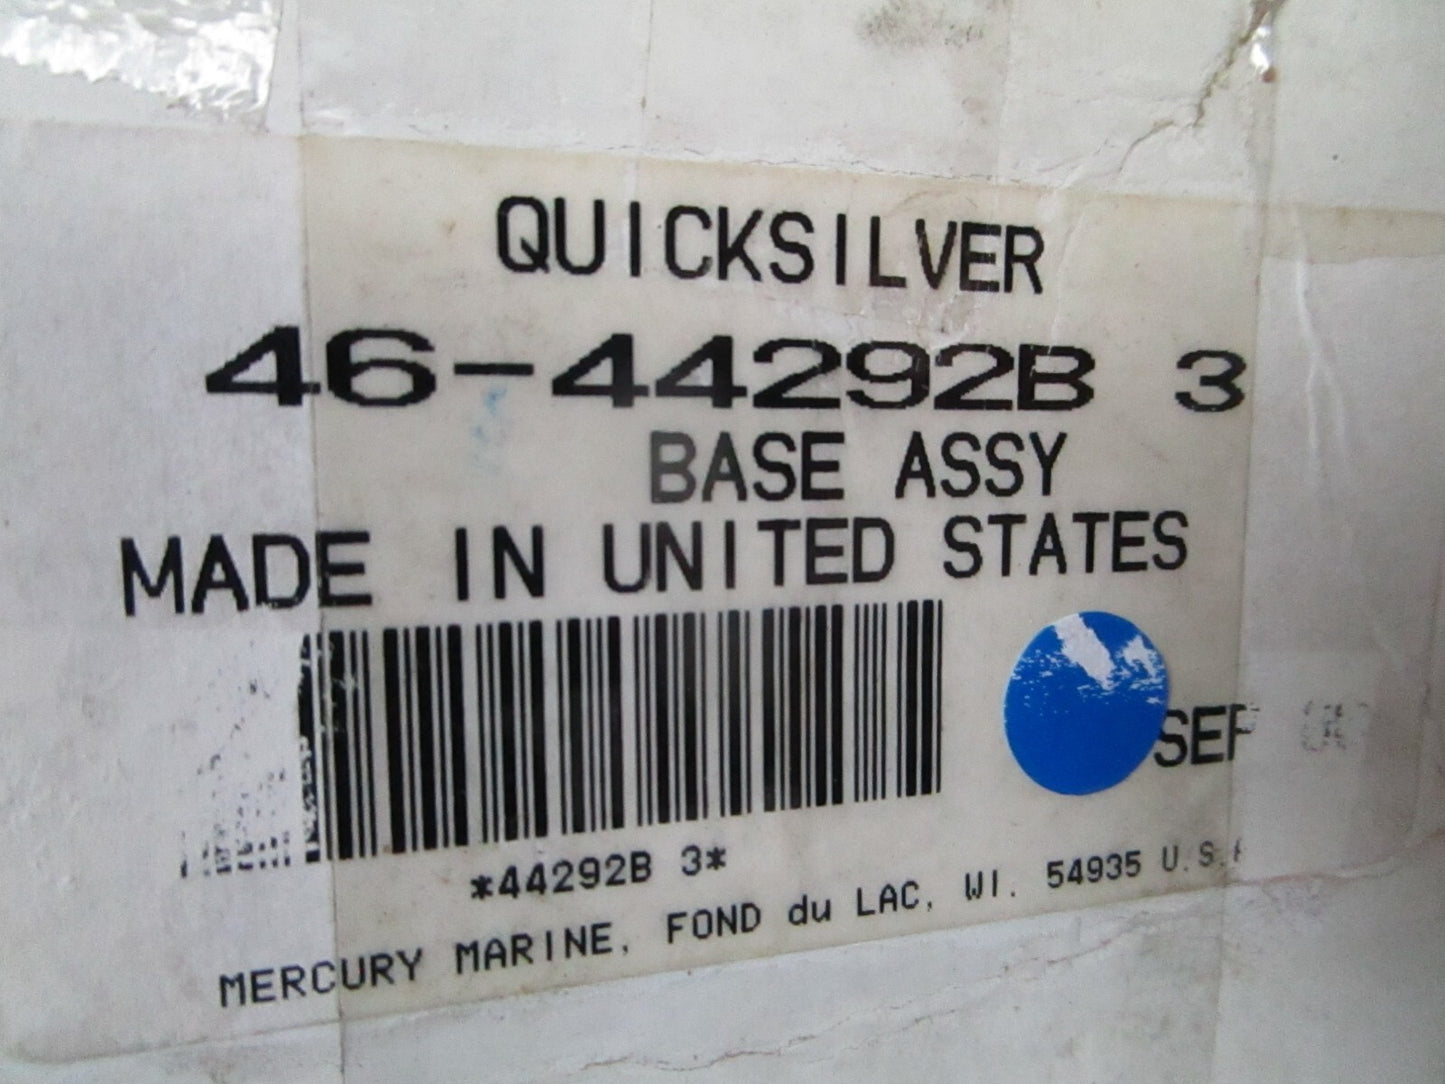 QUICKSILVER
46-44292B 3
BASE ASSY
MADE IN UNITED STATES
SEP
*44292B 3*
MERCURY MARINE, FOND du LAC, WI. 54935 U.S.A